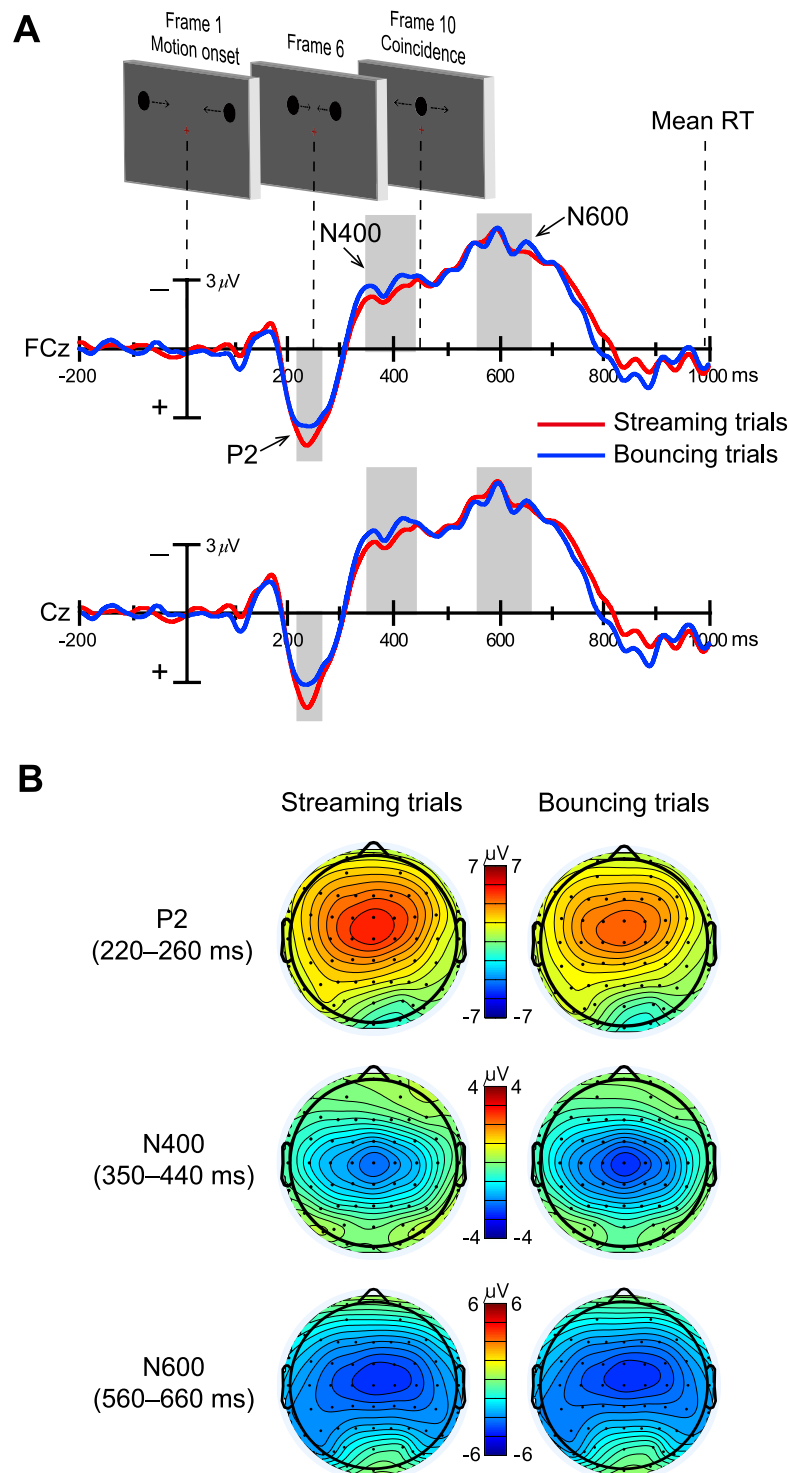 A
Frame 1
Motion onset
Frame 6
Frame 10
Coincidence
Mean RT
N400
N600
3 μV
—
FCz
-200
200
400
600
800
1000 ms
+
P2
Streaming trials
Bouncing trials
3 μV
—
Cz
-200
200
400
600
800
1000 ms
+
B
Streaming trials
Bouncing trials
P2
(220–260 ms)
μV
7 7
-7 -7
N400
(350–440 ms)
μV
4 4
-4 -4
N600
(560–660 ms)
μV
6 6
-6 -6